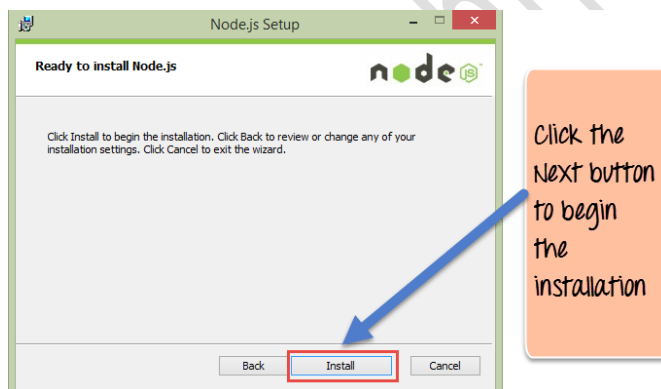 Node.js Setup
Ready to install Node.js
node
JS
Click Install to begin the installation. Click Back to review or change any of your
installation settings. Click Cancel to exit the wizard.
Back Install Cancel
Click the
Next button
to begin
the
installation